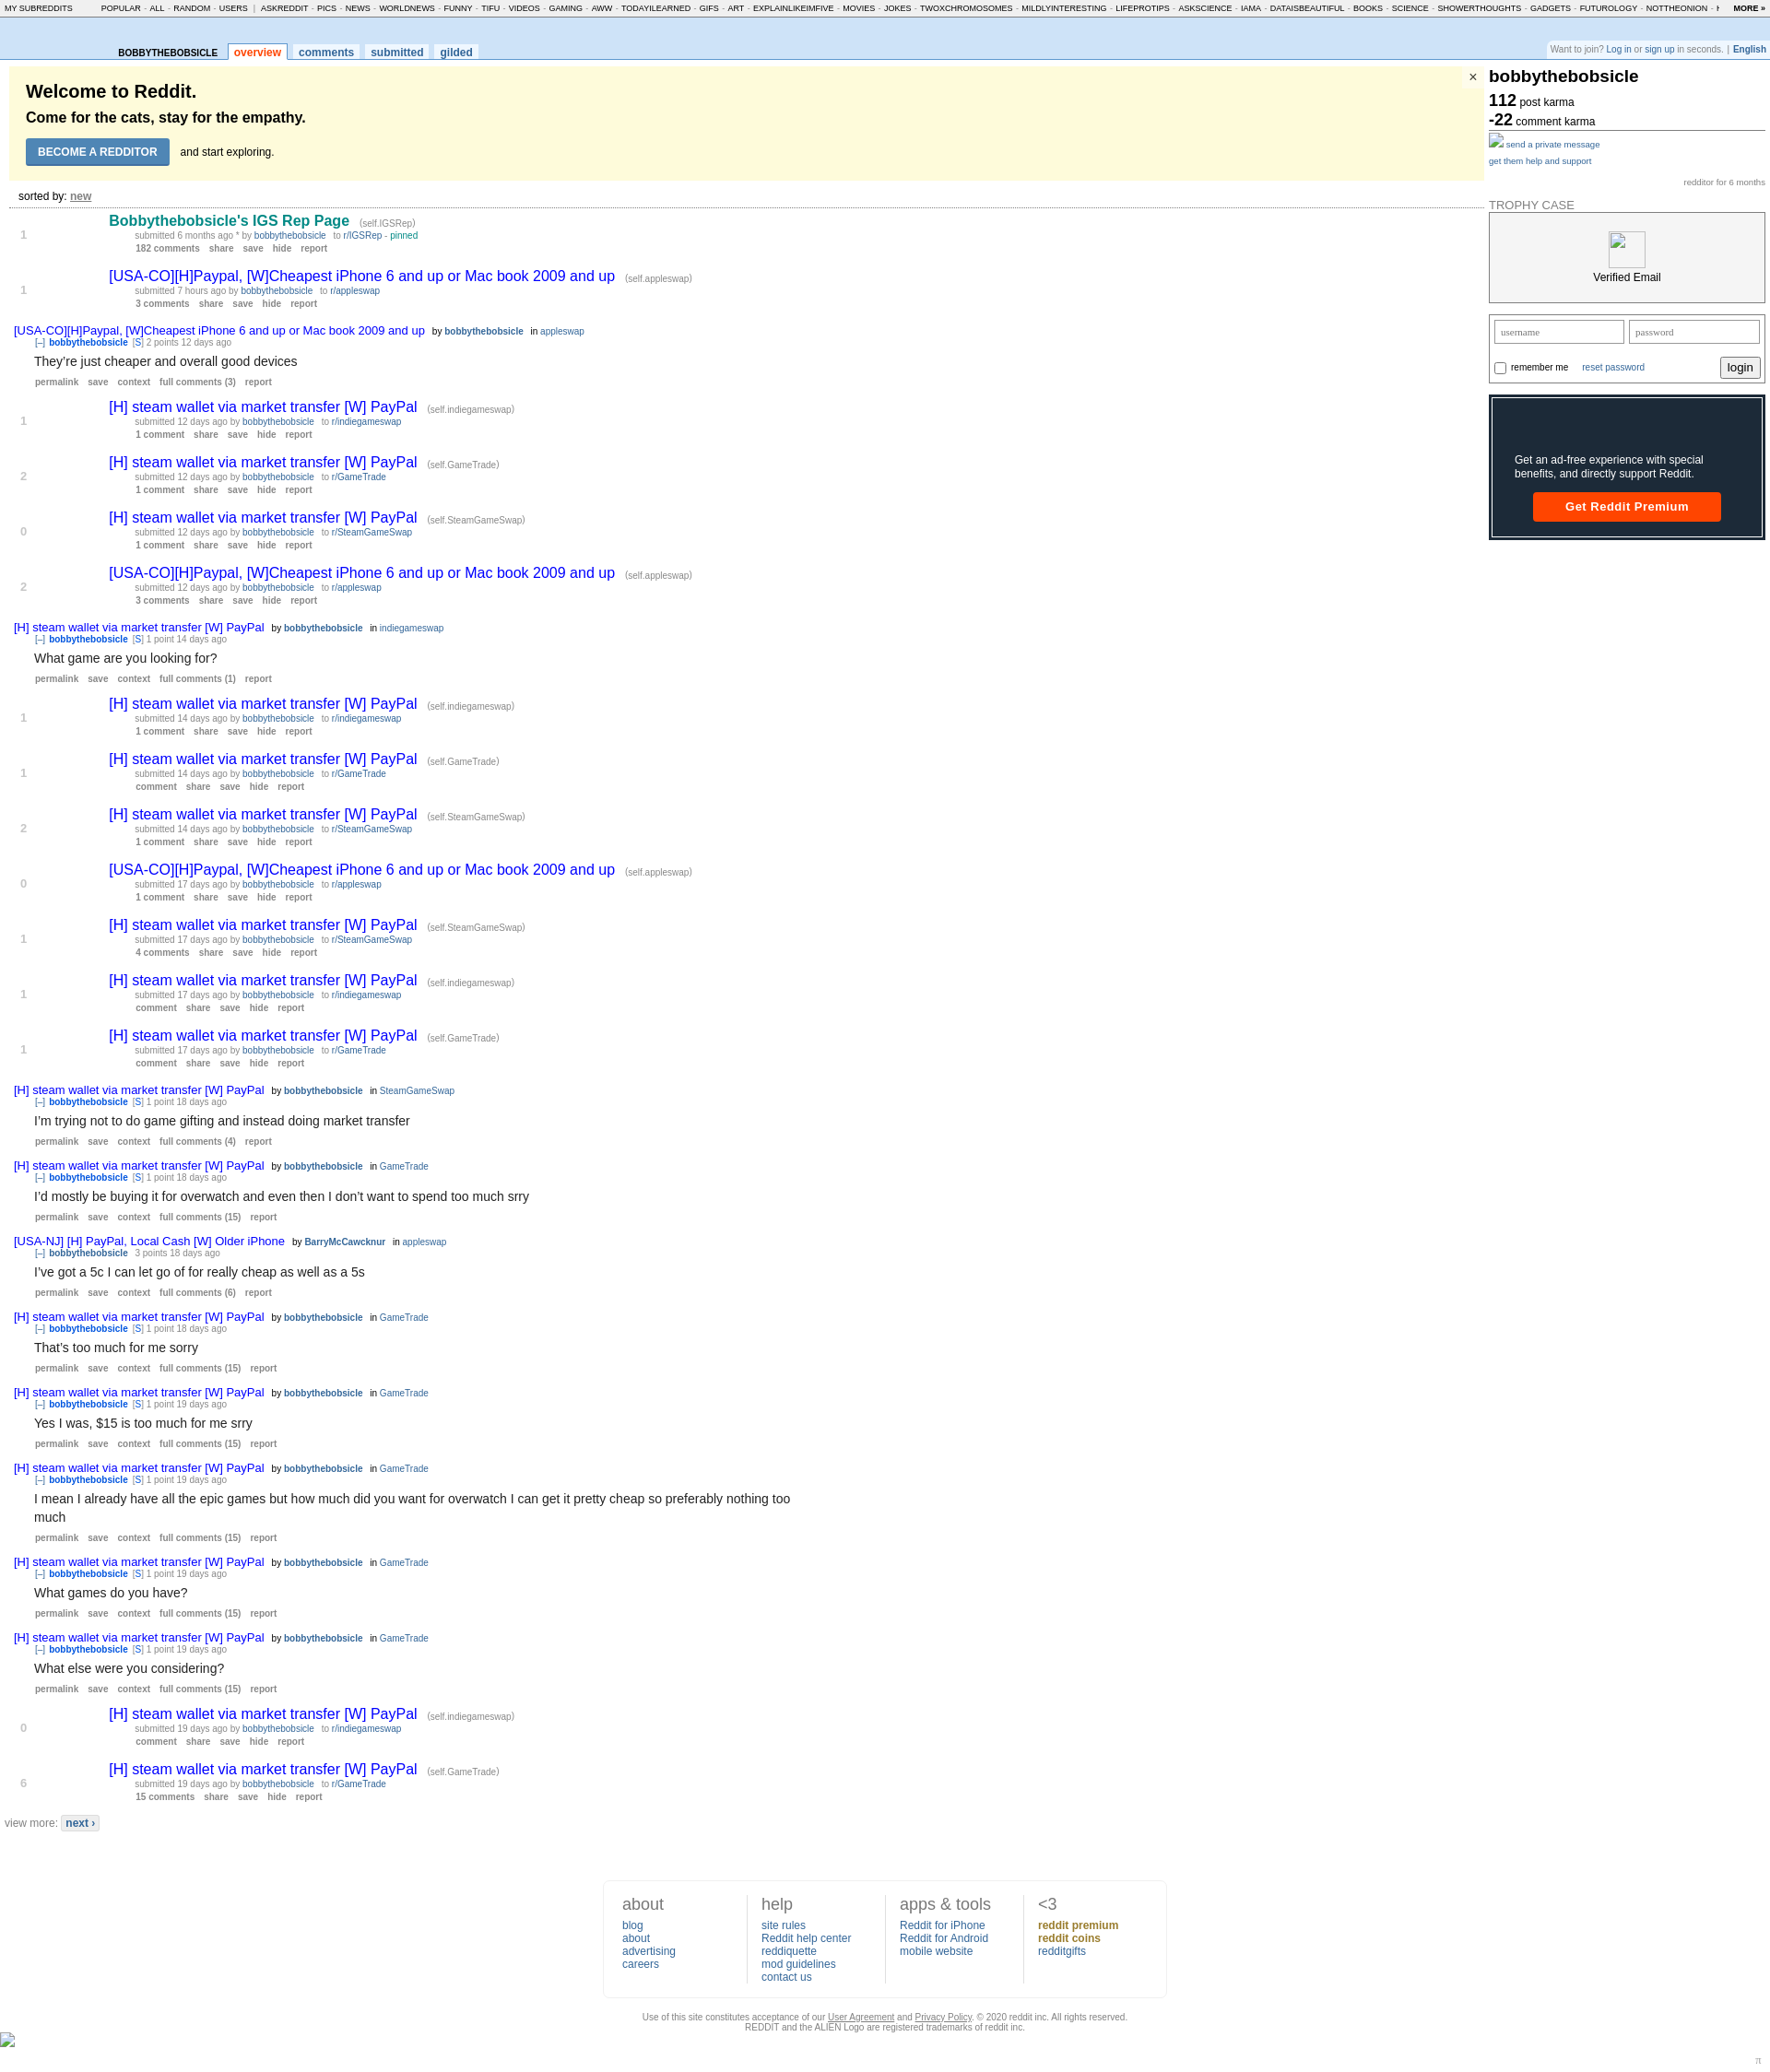 MY SUBREDDITS POPULAR - ALL - RANDOM - USERS | ASKREDDIT - PICS - NEWS - WORLDNEWS - FUNNY - TIFU - VIDEOS - GAMING - AWW - TODAYILEARNED - GIFS - ART - EXPLAINLIKEIMFIVE - MOVIES - JOKES - TWOXCHROMOSOMES - MILDLYINTERESTING - LIFEPROTIPS - ASKSCIENCE - IAMA - DATAISBEAUTIFUL - BOOKS - SCIENCE - SHOWERTHOUGHTS - GADGETS - FUTUROLOGY - NOTTHEONION - MORE »
BOBBYTHEBOBSICLE overview comments submitted gilded
Want to join? Log in or sign up in seconds. | English
Welcome to Reddit.
Come for the cats, stay for the empathy.
BECOME A REDDITOR and start exploring.
×
sorted by: new
1
Bobbythebobsicle's IGS Rep Page (self.IGSRep)
submitted 6 months ago * by bobbythebobsicle to r/IGSRep - pinned
182 comments share save hide report
1
[USA-CO][H]Paypal, [W]Cheapest iPhone 6 and up or Mac book 2009 and up (self.appleswap)
submitted 7 hours ago by bobbythebobsicle to r/appleswap
3 comments share save hide report
[USA-CO][H]Paypal, [W]Cheapest iPhone 6 and up or Mac book 2009 and up by bobbythebobsicle in appleswap
[–] bobbythebobsicle [S] 2 points 12 days ago
They’re just cheaper and overall good devices
permalink save context full comments (3) report
1
[H] steam wallet via market transfer [W] PayPal (self.indiegameswap)
submitted 12 days ago by bobbythebobsicle to r/indiegameswap
1 comment share save hide report
2
[H] steam wallet via market transfer [W] PayPal (self.GameTrade)
submitted 12 days ago by bobbythebobsicle to r/GameTrade
1 comment share save hide report
0
[H] steam wallet via market transfer [W] PayPal (self.SteamGameSwap)
submitted 12 days ago by bobbythebobsicle to r/SteamGameSwap
1 comment share save hide report
2
[USA-CO][H]Paypal, [W]Cheapest iPhone 6 and up or Mac book 2009 and up (self.appleswap)
submitted 12 days ago by bobbythebobsicle to r/appleswap
3 comments share save hide report
[H] steam wallet via market transfer [W] PayPal by bobbythebobsicle in indiegameswap
[–] bobbythebobsicle [S] 1 point 14 days ago
What game are you looking for?
permalink save context full comments (1) report
1
[H] steam wallet via market transfer [W] PayPal (self.indiegameswap)
submitted 14 days ago by bobbythebobsicle to r/indiegameswap
1 comment share save hide report
1
[H] steam wallet via market transfer [W] PayPal (self.GameTrade)
submitted 14 days ago by bobbythebobsicle to r/GameTrade
comment share save hide report
2
[H] steam wallet via market transfer [W] PayPal (self.SteamGameSwap)
submitted 14 days ago by bobbythebobsicle to r/SteamGameSwap
1 comment share save hide report
0
[USA-CO][H]Paypal, [W]Cheapest iPhone 6 and up or Mac book 2009 and up (self.appleswap)
submitted 17 days ago by bobbythebobsicle to r/appleswap
1 comment share save hide report
1
[H] steam wallet via market transfer [W] PayPal (self.SteamGameSwap)
submitted 17 days ago by bobbythebobsicle to r/SteamGameSwap
4 comments share save hide report
1
[H] steam wallet via market transfer [W] PayPal (self.indiegameswap)
submitted 17 days ago by bobbythebobsicle to r/indiegameswap
comment share save hide report
1
[H] steam wallet via market transfer [W] PayPal (self.GameTrade)
submitted 17 days ago by bobbythebobsicle to r/GameTrade
comment share save hide report
[H] steam wallet via market transfer [W] PayPal by bobbythebobsicle in SteamGameSwap
[–] bobbythebobsicle [S] 1 point 18 days ago
I’m trying not to do game gifting and instead doing market transfer
permalink save context full comments (4) report
[H] steam wallet via market transfer [W] PayPal by bobbythebobsicle in GameTrade
[–] bobbythebobsicle [S] 1 point 18 days ago
I’d mostly be buying it for overwatch and even then I don’t want to spend too much srry
permalink save context full comments (15) report
[USA-NJ] [H] PayPal, Local Cash [W] Older iPhone by BarryMcCawcknur in appleswap
[–] bobbythebobsicle 3 points 18 days ago
I’ve got a 5c I can let go of for really cheap as well as a 5s
permalink save context full comments (6) report
[H] steam wallet via market transfer [W] PayPal by bobbythebobsicle in GameTrade
[–] bobbythebobsicle [S] 1 point 18 days ago
That’s too much for me sorry
permalink save context full comments (15) report
[H] steam wallet via market transfer [W] PayPal by bobbythebobsicle in GameTrade
[–] bobbythebobsicle [S] 1 point 19 days ago
Yes I was, $15 is too much for me srry
permalink save context full comments (15) report
[H] steam wallet via market transfer [W] PayPal by bobbythebobsicle in GameTrade
[–] bobbythebobsicle [S] 1 point 19 days ago
I mean I already have all the epic games but how much did you want for overwatch I can get it pretty cheap so preferably nothing too
much
permalink save context full comments (15) report
[H] steam wallet via market transfer [W] PayPal by bobbythebobsicle in GameTrade
[–] bobbythebobsicle [S] 1 point 19 days ago
What games do you have?
permalink save context full comments (15) report
[H] steam wallet via market transfer [W] PayPal by bobbythebobsicle in GameTrade
[–] bobbythebobsicle [S] 1 point 19 days ago
What else were you considering?
permalink save context full comments (15) report
0
[H] steam wallet via market transfer [W] PayPal (self.indiegameswap)
submitted 19 days ago by bobbythebobsicle to r/indiegameswap
comment share save hide report
6
[H] steam wallet via market transfer [W] PayPal (self.GameTrade)
submitted 19 days ago by bobbythebobsicle to r/GameTrade
15 comments share save hide report
view more: next ›
bobbythebobsicle
112 post karma
-22 comment karma
send a private message
get them help and support
redditor for 6 months
TROPHY CASE
Verified Email
username password
remember me reset password login
Get an ad-free experience with special
benefits, and directly support Reddit.
Get Reddit Premium
about
blog
about
advertising
careers
help
site rules
Reddit help center
reddiquette
mod guidelines
contact us
apps & tools
Reddit for iPhone
Reddit for Android
mobile website
<3
reddit premium
reddit coins
redditgifts
Use of this site constitutes acceptance of our User Agreement and Privacy Policy. © 2020 reddit inc. All rights reserved.
REDDIT and the ALIEN Logo are registered trademarks of reddit inc.
π